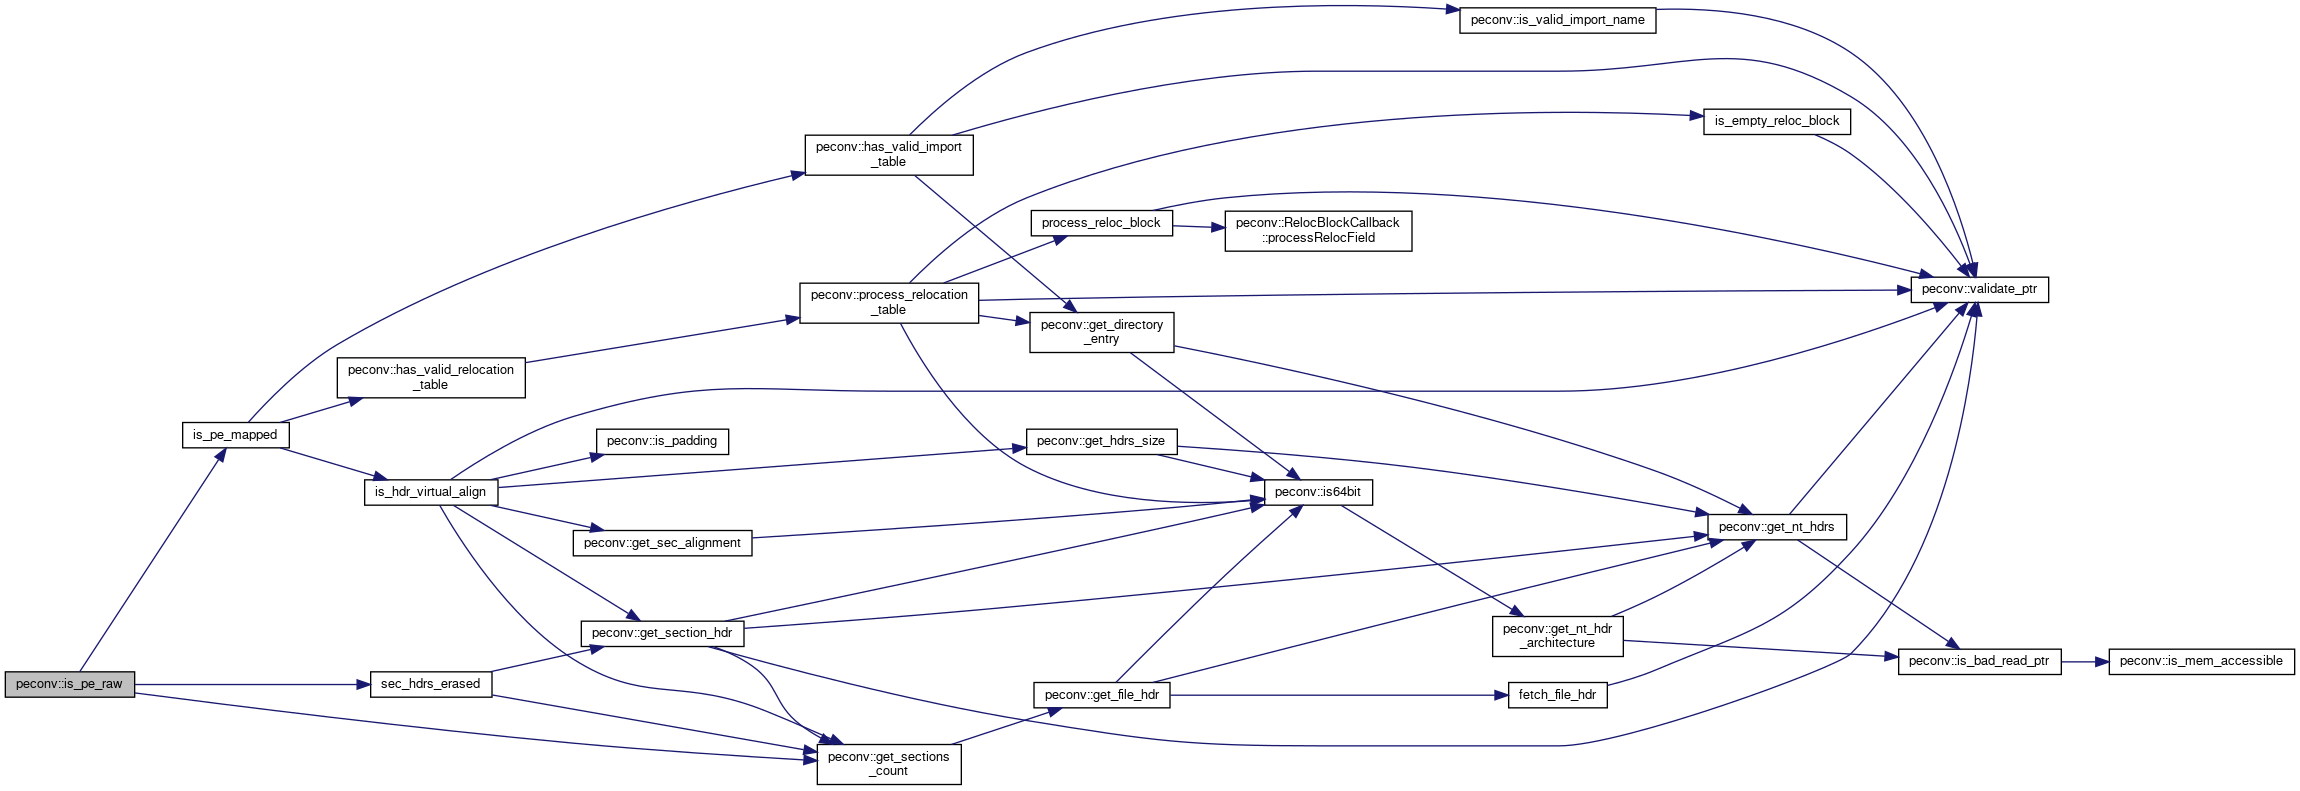 peconv::is_valid_import_name
is_empty_reloc_block
peconv::has_valid_import
_table
process_reloc_block
peconv::RelocBlockCallback
::processRelocField
peconv::validate_ptr
peconv::process_relocation
_table
peconv::get_directory
_entry
peconv::has_valid_relocation
_table
is_pe_mapped
peconv::is_padding
peconv::get_hdrs_size
is_hdr_virtual_align
peconv::is64bit
peconv::get_nt_hdrs
peconv::get_sec_alignment
peconv::get_section_hdr
peconv::get_nt_hdr
_architecture
peconv::is_bad_read_ptr
peconv::is_mem_accessible
peconv::is_pe_raw
sec_hdrs_erased
peconv::get_file_hdr
fetch_file_hdr
peconv::get_sections
_count